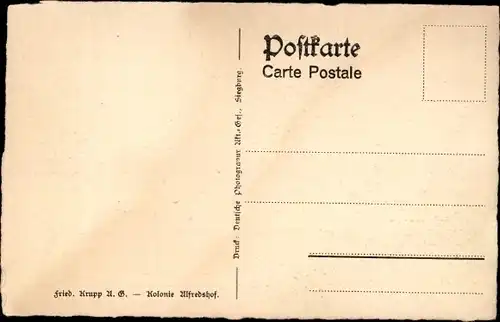 Postkarte
Carte Postale
Druck: Deutsche Photogravur Akt.-Ges., Siegburg.
Fried. Krupp A. G. — Kolonie Alfredshof.